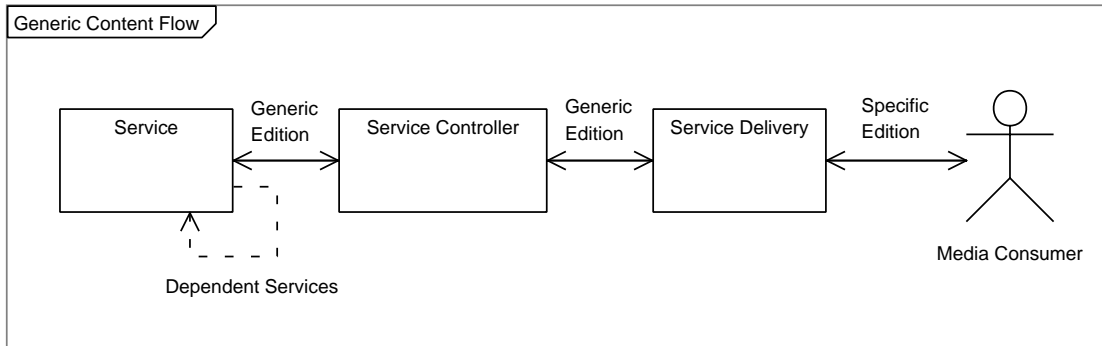 Generic Content Flow
Service
Generic
Edition
Service Controller
Generic
Edition
Service Delivery
Specific
Edition
Media Consumer
Dependent Services